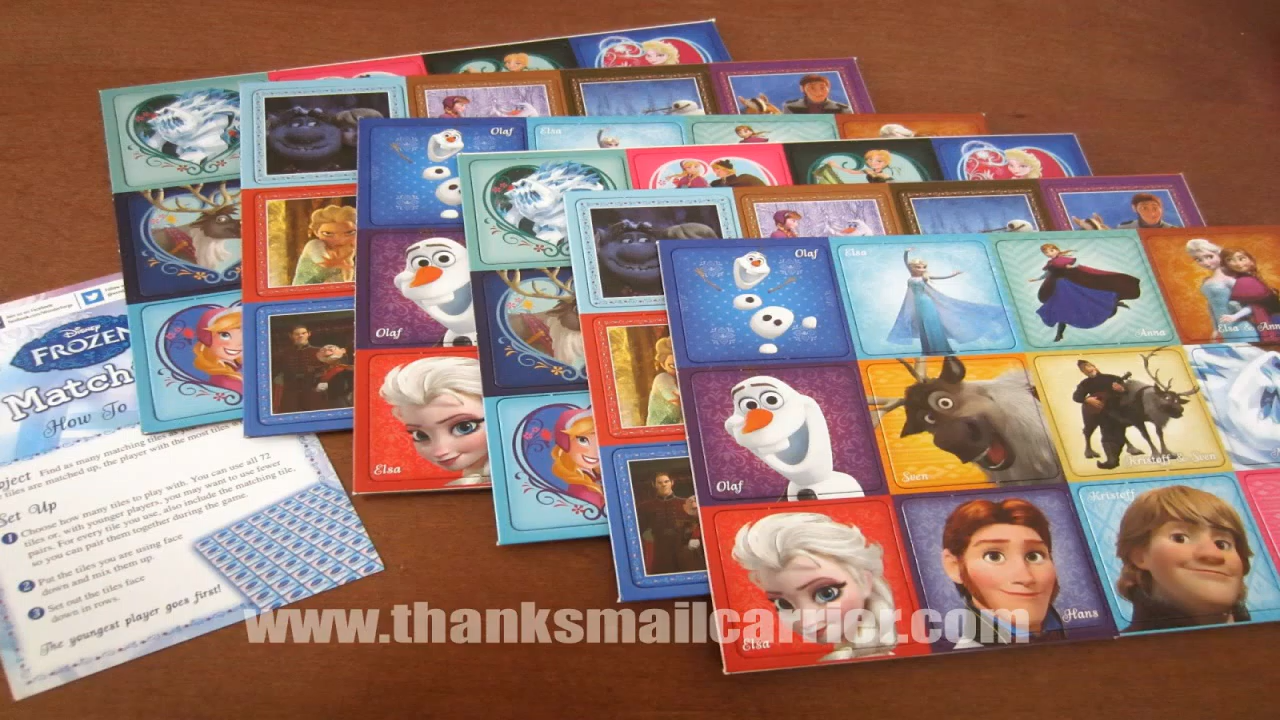 Disney
FROZEN
Match
How To
Find as many matching tiles as
tiles are matched up, the player with the most tiles
Set Up
1 Choose how many tiles to play with. You can use all 72
tiles or, with younger players, you may want to use fewer
pairs. For every tile you use, also include the matching tile,
so you can pair them together during the game.
2 Put the tiles you are using face
down and mix them up.
3 Set out the tiles face
down in rows.
The youngest player goes first!
Olaf
Elsa
Olaf
Elsa
Olaf
Elsa
Anna
Elsa & Ann
Olaf
Sven
Kristoff & Sven
Elsa
Hans
Kristoff
www.thanksmailcarrier.com